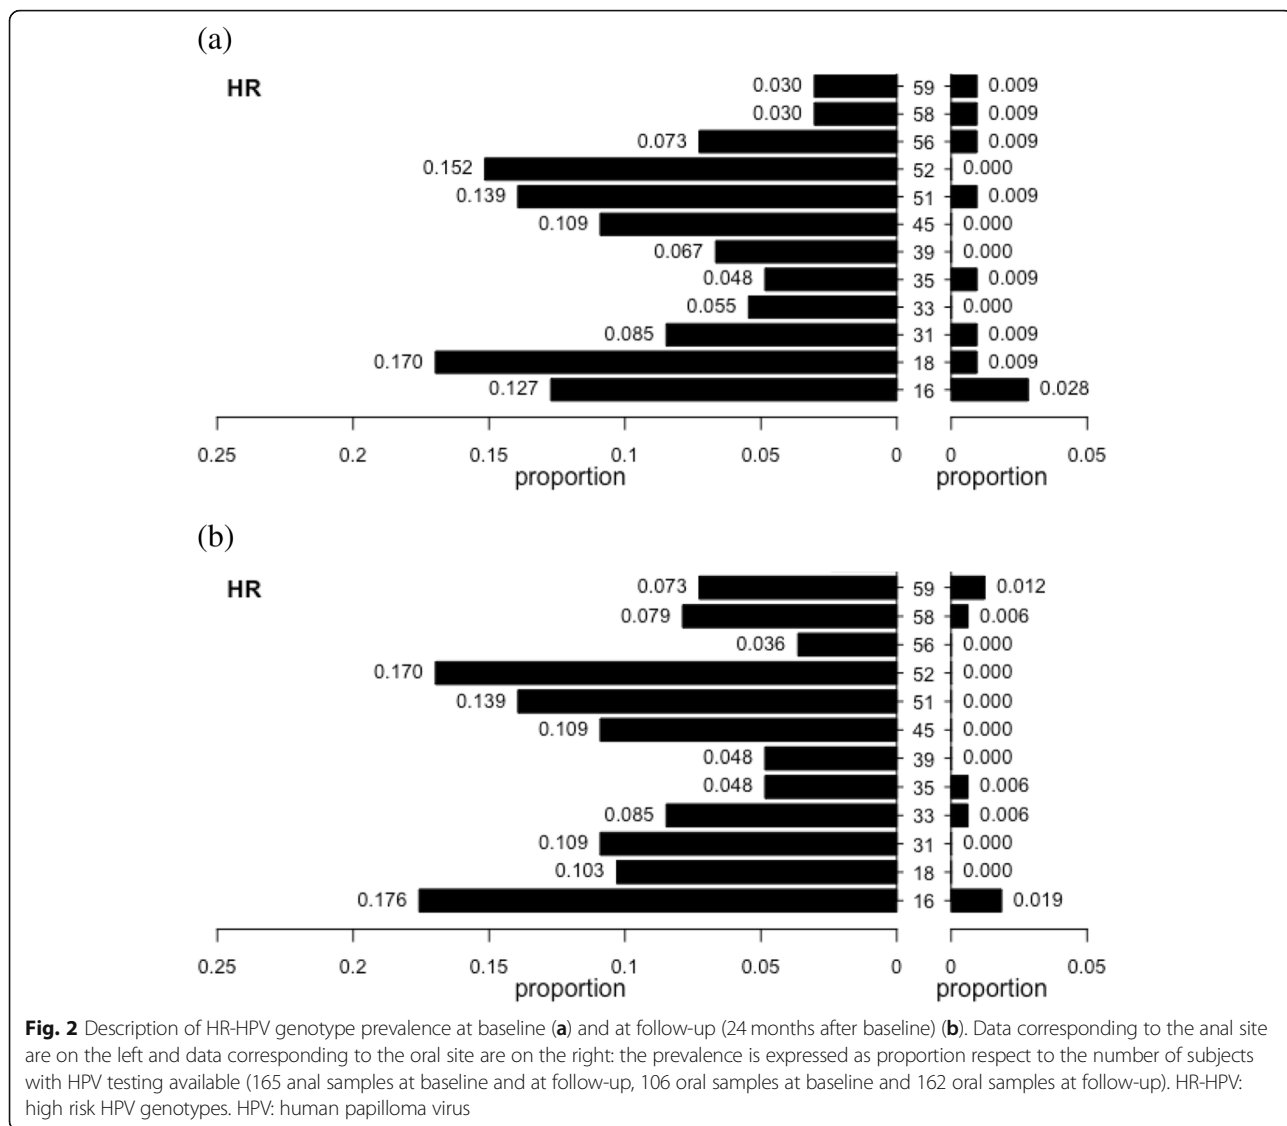 (a)
HR
0.030 59 0.009
0.030 58 0.009
0.073 56 0.009
0.152 52 0.000
0.139 51 0.009
0.109 45 0.000
0.067 39 0.000
0.048 35 0.009
0.055 33 0.000
0.085 31 0.009
0.170 18 0.009
0.127 16 0.028
0.25 0.2 0.15 0.1 0.05 0 0 0.05
proportion proportion
(b)
HR
0.073 59 0.012
0.079 58 0.006
0.036 56 0.000
0.170 52 0.000
0.139 51 0.000
0.109 45 0.000
0.048 39 0.000
0.048 35 0.006
0.085 33 0.006
0.109 31 0.000
0.103 18 0.000
0.176 16 0.019
0.25 0.2 0.15 0.1 0.05 0 0 0.05
proportion proportion
Fig. 2 Description of HR-HPV genotype prevalence at baseline (a) and at follow-up (24 months after baseline) (b). Data corresponding to the anal site
are on the left and data corresponding to the oral site are on the right: the prevalence is expressed as proportion respect to the number of subjects
with HPV testing available (165 anal samples at baseline and at follow-up, 106 oral samples at baseline and 162 oral samples at follow-up). HR-HPV:
high risk HPV genotypes. HPV: human papilloma virus